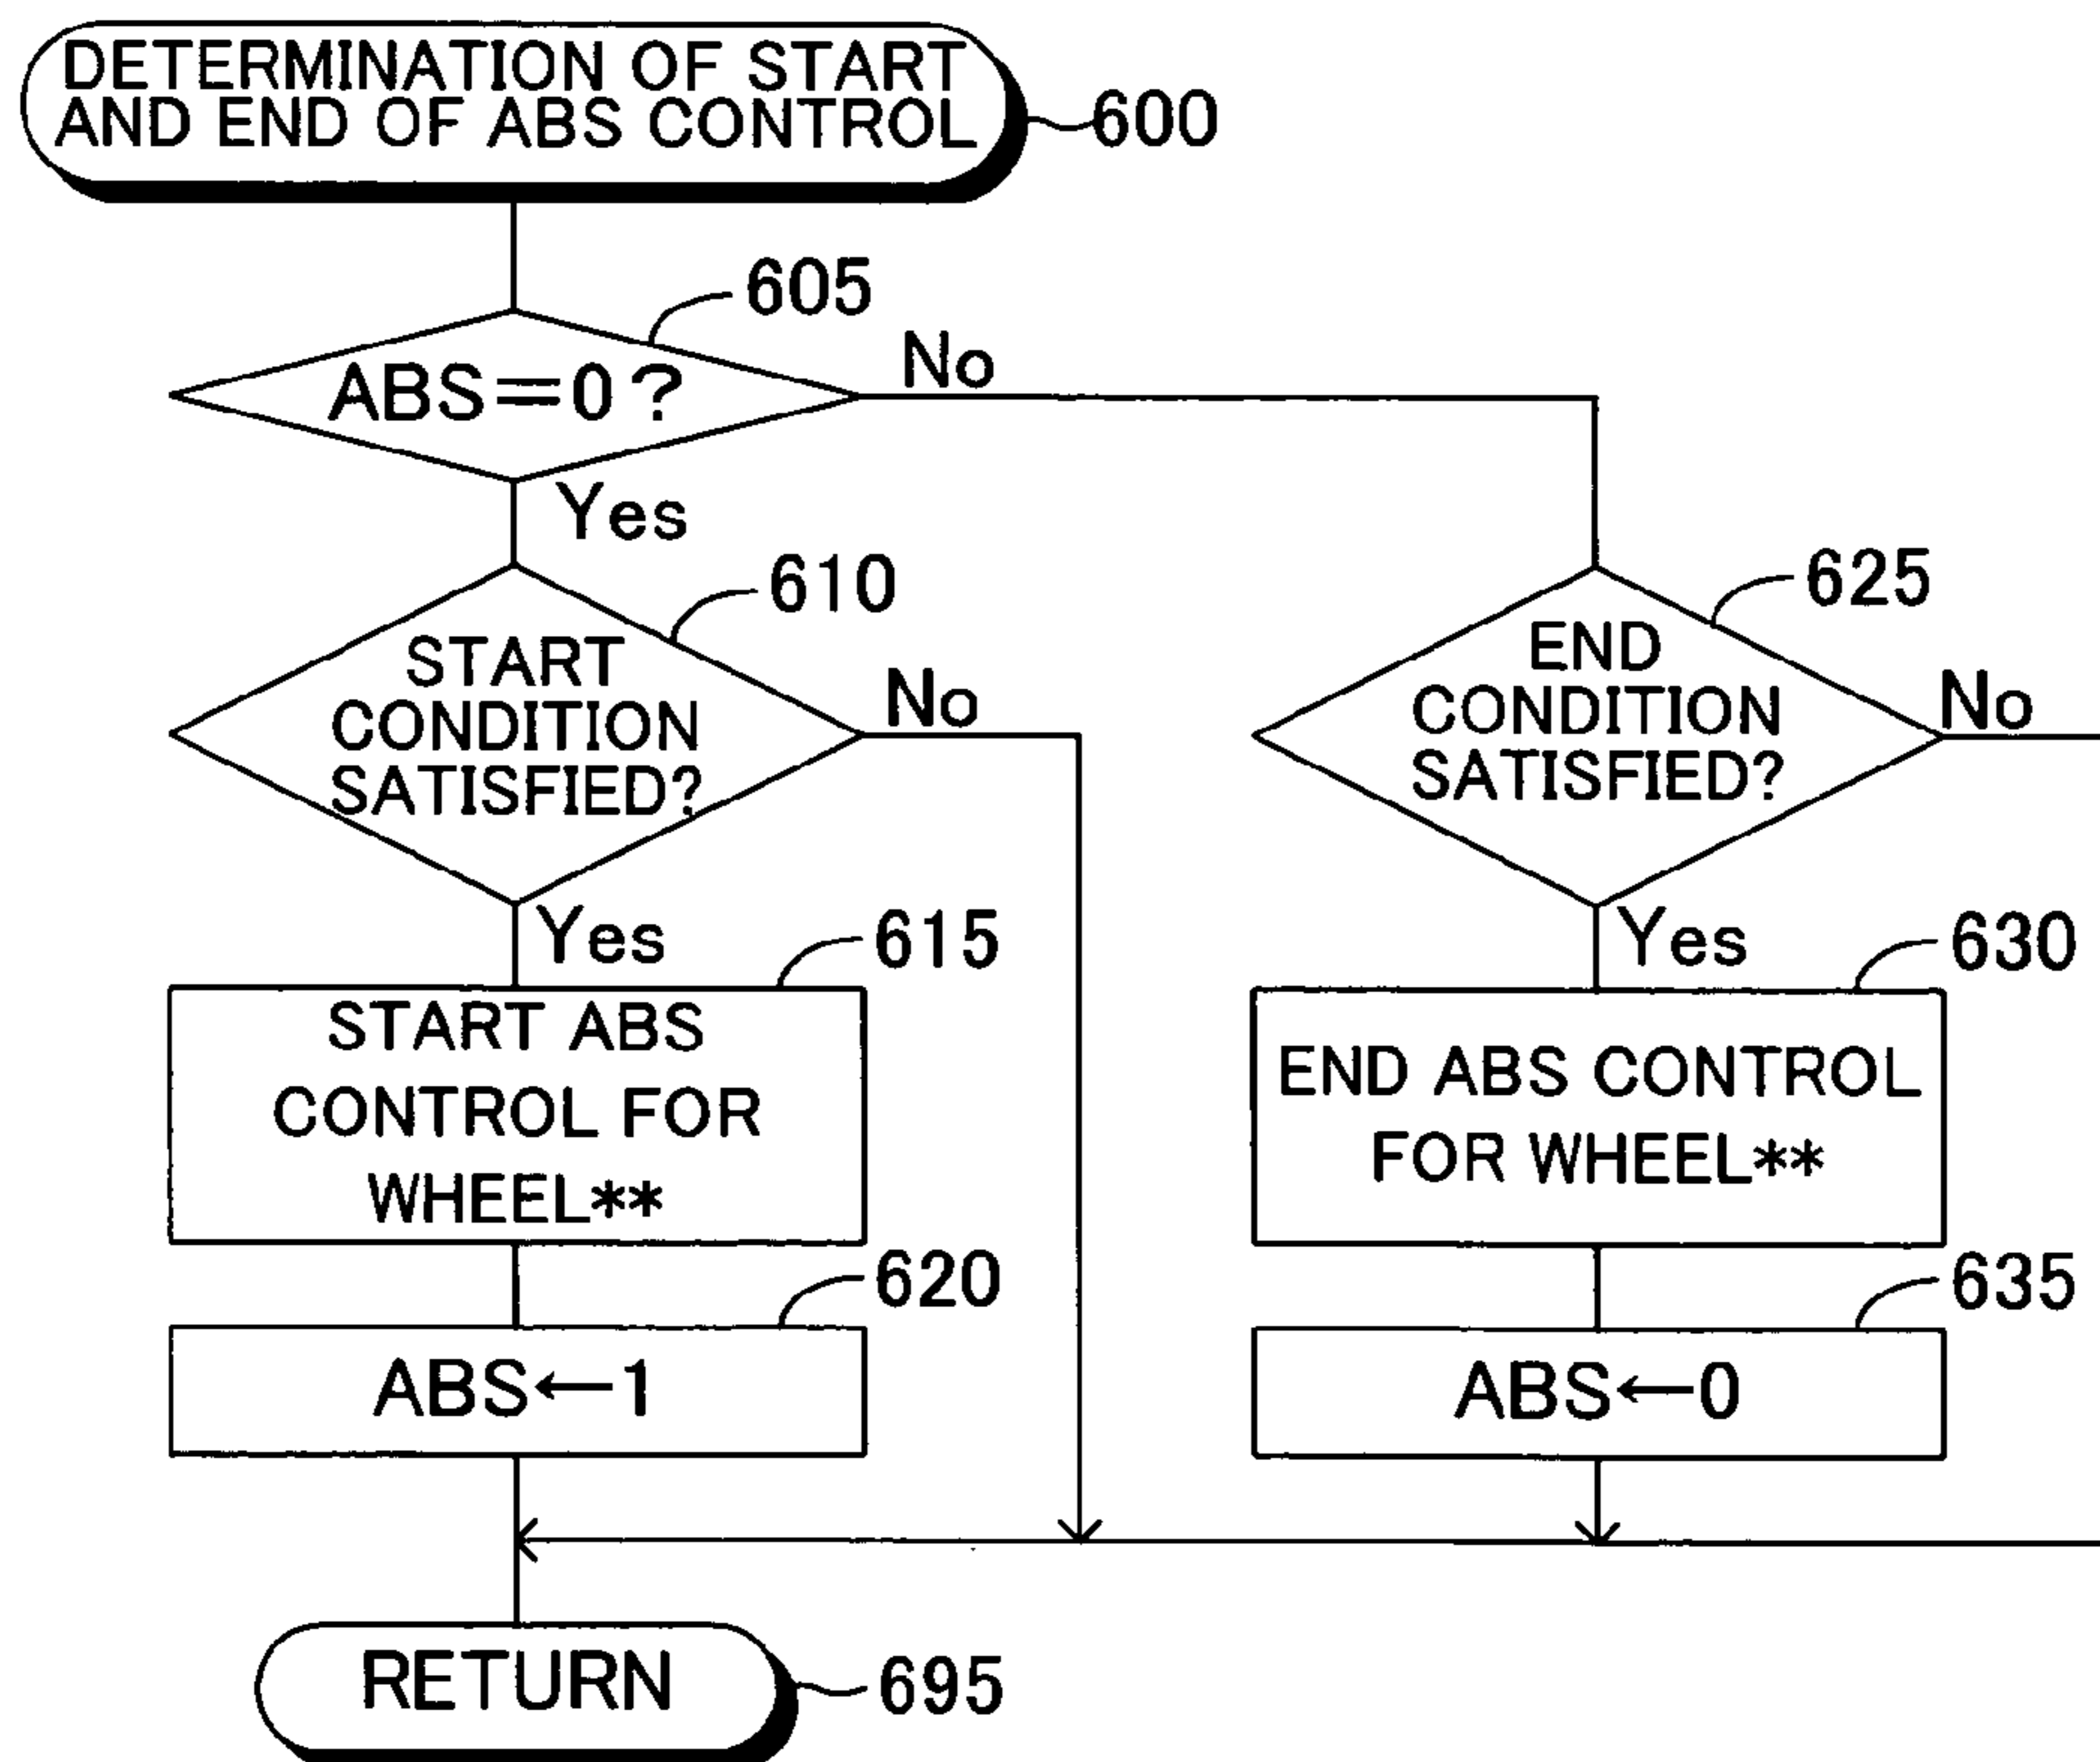 DETERMINATION OF START
AND END OF ABS CONTROL
600
605
ABS=0?
No
Yes
610
START
CONDITION
SATISFIED?
No
Yes
615
START ABS
CONTROL FOR
WHEEL**
620
ABS←1
625
END
CONDITION
SATISFIED?
No
Yes
630
END ABS CONTROL
FOR WHEEL**
635
ABS←0
RETURN
695